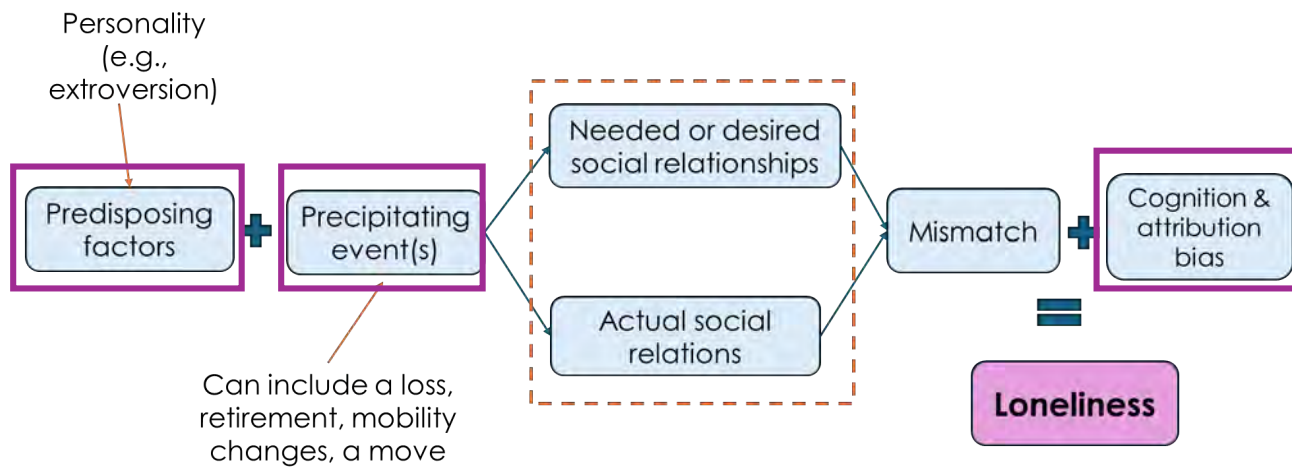 Personality
(e.g.,
extroversion)
Predisposing
factors
Precipitating
event(s)
Can include a loss,
retirement, mobility
changes, a move
Needed or desired
social relationships
Actual social
relations
Mismatch
Cognition &
attribution
bias
Loneliness